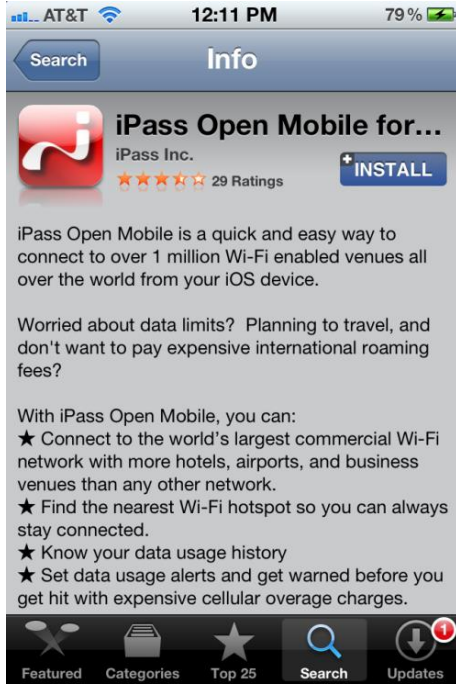 AT&T 12:11 PM 79%
Search Info
iPass Open Mobile for...
iPass Inc.
29 Ratings
INSTALL
iPass Open Mobile is a quick and easy way to
connect to over 1 million Wi-Fi enabled venues all
over the world from your iOS device.
Worried about data limits?  Planning to travel, and
don't want to pay expensive international roaming
fees?
With iPass Open Mobile, you can:
★ Connect to the world's largest commercial Wi-Fi
network with more hotels, airports, and business
venues than any other network.
★ Find the nearest Wi-Fi hotspot so you can always
stay connected.
★ Know your data usage history
★ Set data usage alerts and get warned before you
get hit with expensive cellular overage charges.
1
Featured Categories Top 25 Search Updates